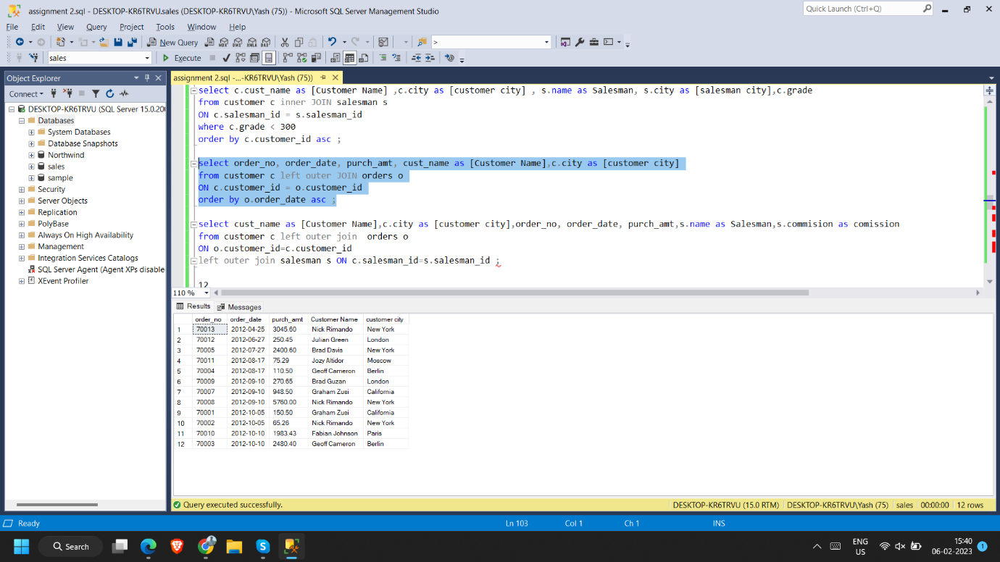 assignment 2.sql - DESKTOP-KR6TRVU.sales (DESKTOP-KR6TRVU\Yash (75)) - Microsoft SQL Server Management Studio
Quick Launch (Ctrl+Q)
File Edit View Query Project Tools Window Help
New Query MDX DMX XMLA DAX >
sales Execute
Object Explorer
Connect
DESKTOP-KR6TRVU (SQL Server 15.0.200
Databases
System Databases
Database Snapshots
Northwind
sales
sample
Security
Server Objects
Replication
PolyBase
Always On High Availability
Management
Integration Services Catalogs
SQL Server Agent (Agent XPs disable
XEvent Profiler
assignment 2.sql -...-KR6TRVU\Yash (75))
select c.cust_name as [Customer Name] ,c.city as [customer city] , s.name as Salesman, s.city as [salesman city],c.grade
from customer c inner JOIN salesman s
ON c.salesman_id = s.salesman_id
where c.grade < 300
order by c.customer_id asc ;
select order_no, order_date, purch_amt, cust_name as [Customer Name],c.city as [customer city]
from customer c left outer JOIN orders o
ON c.customer_id = o.customer_id
order by o.order_date asc ;
select cust_name as [Customer Name],c.city as [customer city],order_no, order_date, purch_amt,s.name as Salesman,s.commision as comission
from customer c left outer join  orders o
ON o.customer_id=c.customer_id
left outer join salesman s ON c.salesman_id=s.salesman_id ;
12
110 %
Results Messages
order_no order_date purch_amt Customer Name customer city
1 70013 2012-04-25 3045.60 Nick Rimando New York
2 70012 2012-06-27 250.45 Julian Green London
3 70005 2012-07-27 2400.60 Brad Davis New York
4 70011 2012-08-17 75.29 Jozy Altidor Moscow
5 70004 2012-08-17 110.50 Geoff Cameron Berlin
6 70009 2012-09-10 270.65 Brad Guzan London
7 70007 2012-09-10 948.50 Graham Zusi California
8 70008 2012-09-10 5760.00 Nick Rimando New York
9 70001 2012-10-05 150.50 Graham Zusi California
10 70002 2012-10-05 65.26 Nick Rimando New York
11 70010 2012-10-10 1983.43 Fabian Johnson Paris
12 70003 2012-10-10 2480.40 Geoff Cameron Berlin
Query executed successfully. DESKTOP-KR6TRVU (15.0 RTM) DESKTOP-KR6TRVU\Yash (75) sales 00:00:00 12 rows
Ready Ln 103 Col 1 Ch 1 INS
Search
ENG
US
15:40
06-02-2023
1